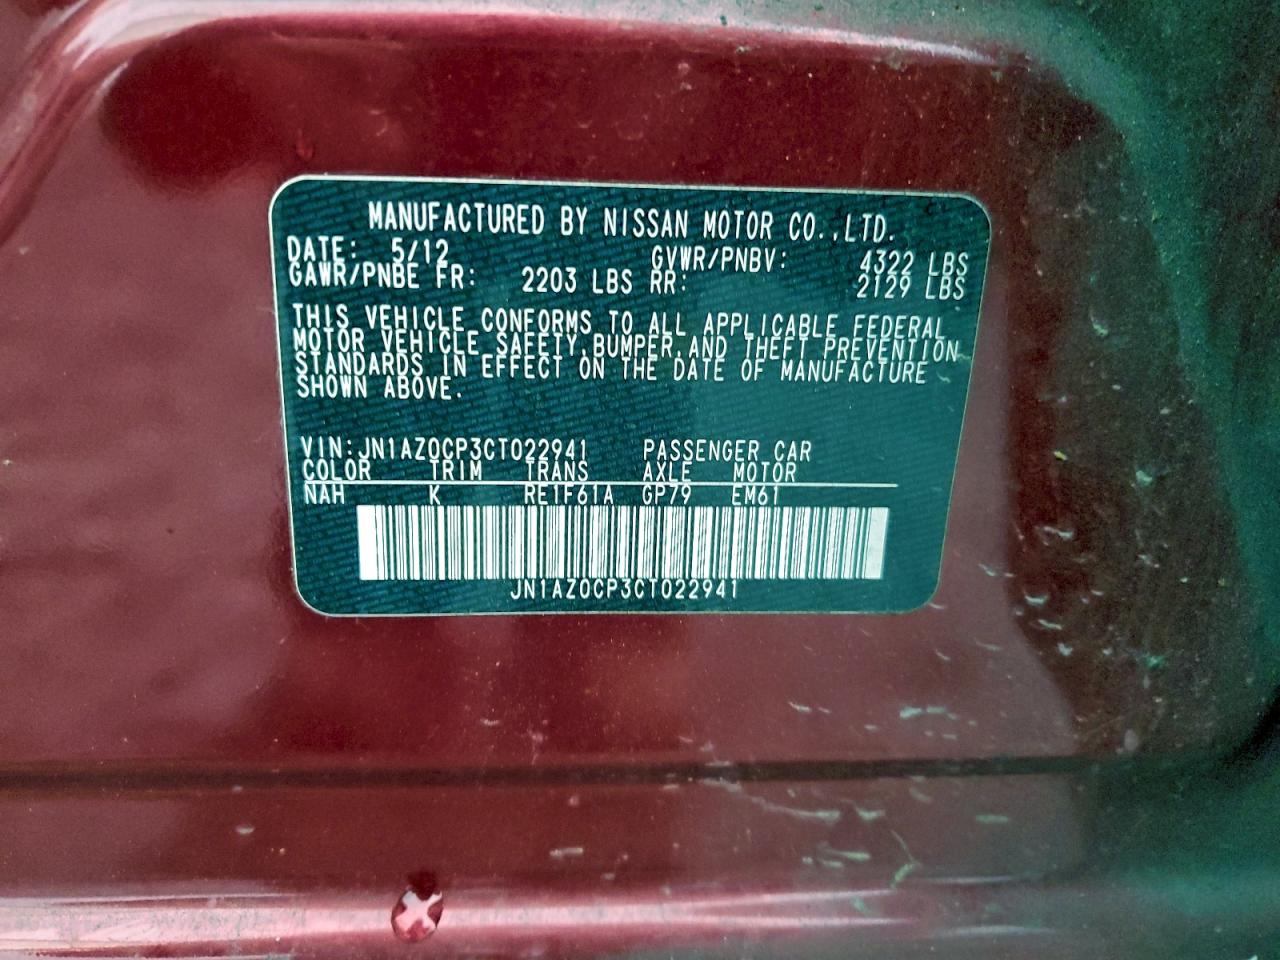 MANUFACTURED BY NISSAN MOTOR CO.,LTD.
DATE: 5/12 GVWR/PNBV: 4322 LBS
GAWR/PNBE FR: 2203 LBS RR: 2129 LBS
THIS VEHICLE CONFORMS TO ALL APPLICABLE FEDERAL
MOTOR VEHICLE SAFETY,BUMPER,AND THEFT PREVENTION
STANDARDS IN EFFECT ON THE DATE OF MANUFACTURE
SHOWN ABOVE.
VIN:JN1AZ0CP3CT022941 PASSENGER CAR
COLOR TRIM TRANS AXLE MOTOR
NAH K RE1F61A GP79 EM61
JN1AZ0CP3CT022941